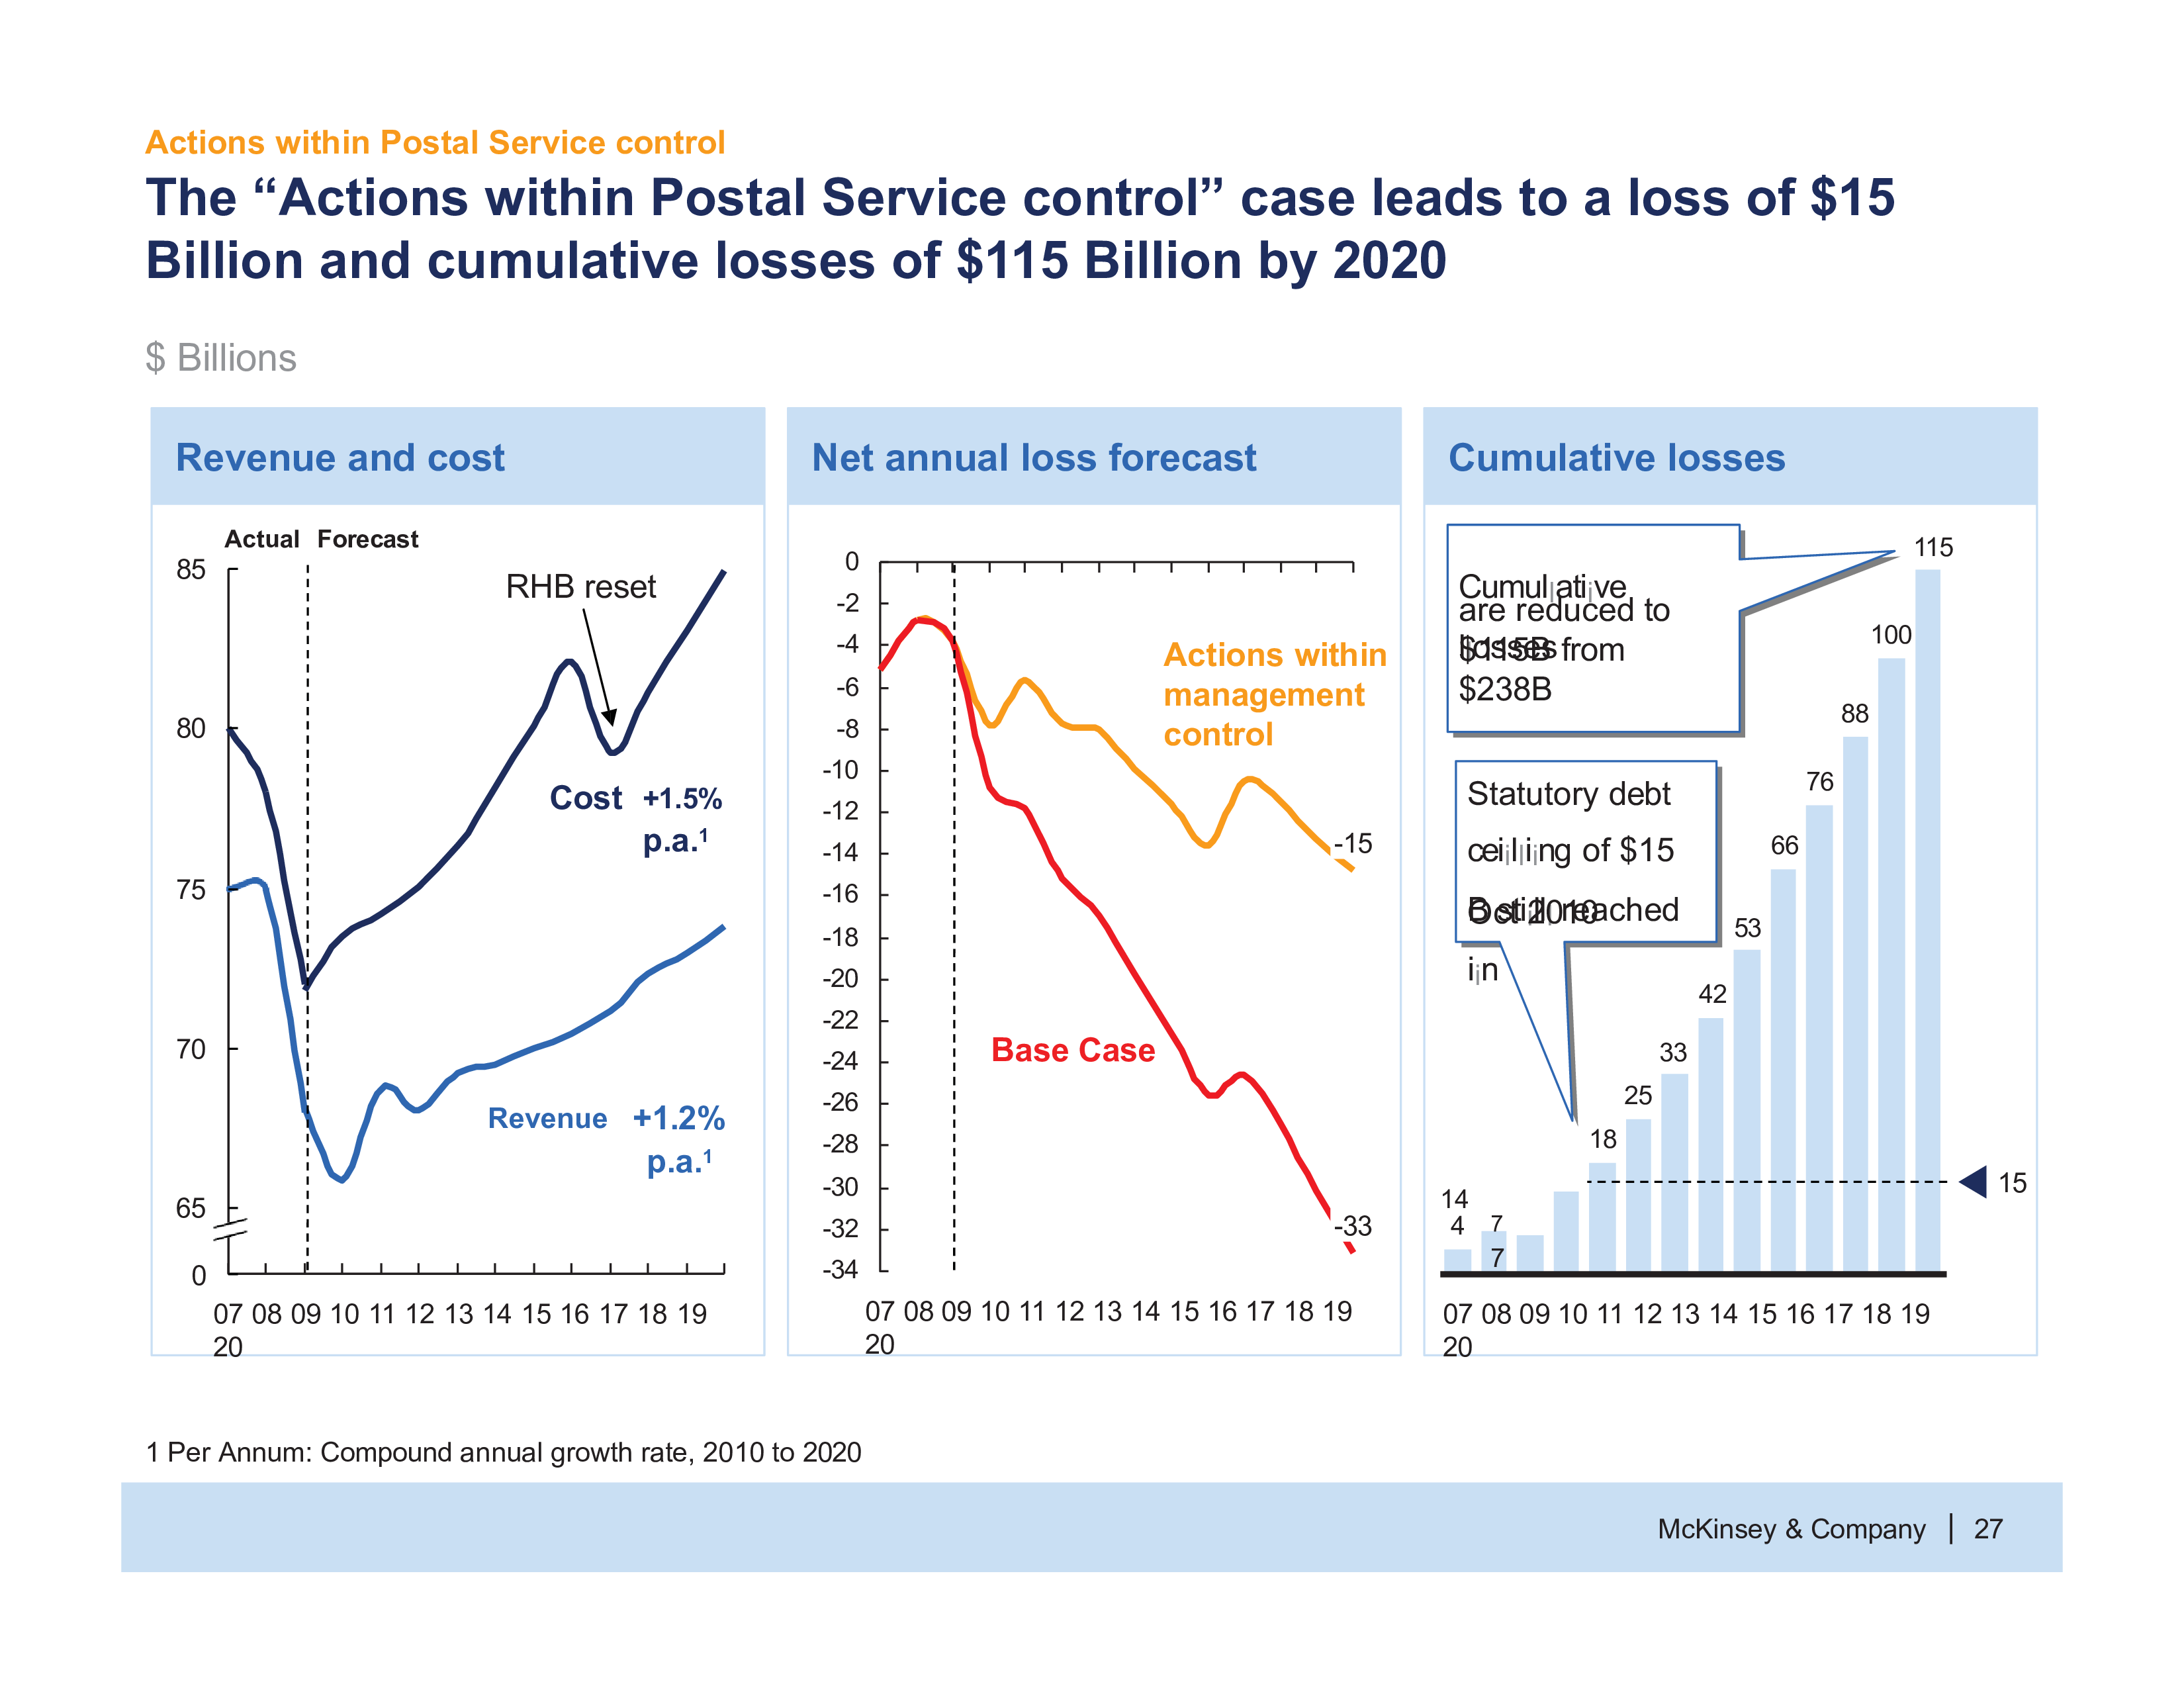 Actions within Postal Service control
The “Actions within Postal Service control” case leads to a loss of $15
Billion and cumulative losses of $115 Billion by 2020
$ Billions
Revenue and cost
Actual Forecast
85
80
75
70
65
0
RHB reset
Cost +1.5%
p.a.¹
Revenue +1.2%
p.a.¹
07 08 09 10 11 12 13 14 15 16 17 18 19
20
Net annual loss forecast
0
-2
-4
-6
-8
-10
-12
-14
-16
-18
-20
-22
-24
-26
-28
-30
-32
-34
Actions within
management
control
-15
Base Case
-33
07 08 09 10 11 12 13 14 15 16 17 18 19
20
Cumulative losses
Cumulative
are reduced to
losses
$115B from
$238B
Statutory debt
ceiling of $15
B still reached
Oct 2010
in
115
100
88
76
66
53
42
33
25
18
14
4
7
7
15
07 08 09 10 11 12 13 14 15 16 17 18 19
20
1 Per Annum: Compound annual growth rate, 2010 to 2020
McKinsey & Company | 27